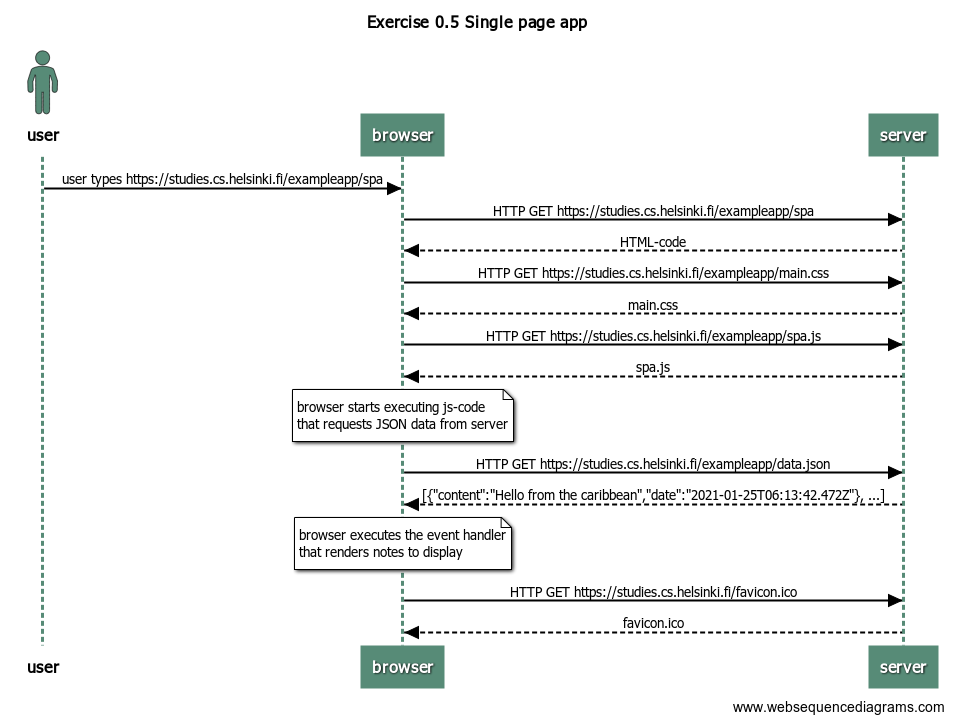 Exercise 0.5 Single page app
user
browser
server
user types https://studies.cs.helsinki.fi/exampleapp/spa
HTTP GET https://studies.cs.helsinki.fi/exampleapp/spa
HTML-code
HTTP GET https://studies.cs.helsinki.fi/exampleapp/main.css
main.css
HTTP GET https://studies.cs.helsinki.fi/exampleapp/spa.js
spa.js
browser starts executing js-code
that requests JSON data from server
HTTP GET https://studies.cs.helsinki.fi/exampleapp/data.json
[{"content":"Hello from the caribbean","date":"2021-01-25T06:13:42.472Z"}, ...]
browser executes the event handler
that renders notes to display
HTTP GET https://studies.cs.helsinki.fi/favicon.ico
favicon.ico
user
browser
server
www.websequencediagrams.com